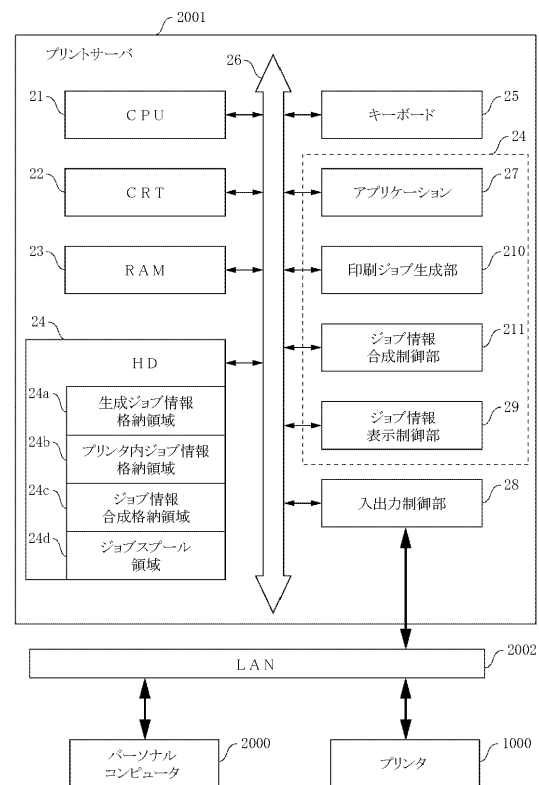 2001
プリントサーバ
26
21
CPU
25
キーボード
24
22
CRT
27
アプリケーション
23
RAM
210
印刷ジョブ生成部
24
HD
211
ジョブ情報
合成制御部
24a
生成ジョブ情報
格納領域
29
ジョブ情報
表示制御部
24b
プリンタ内ジョブ情報
格納領域
24c
ジョブ情報
合成格納領域
28
入出力制御部
24d
ジョブスプール
領域
LAN
2002
パーソナル
コンピュータ
2000
プリンタ
1000